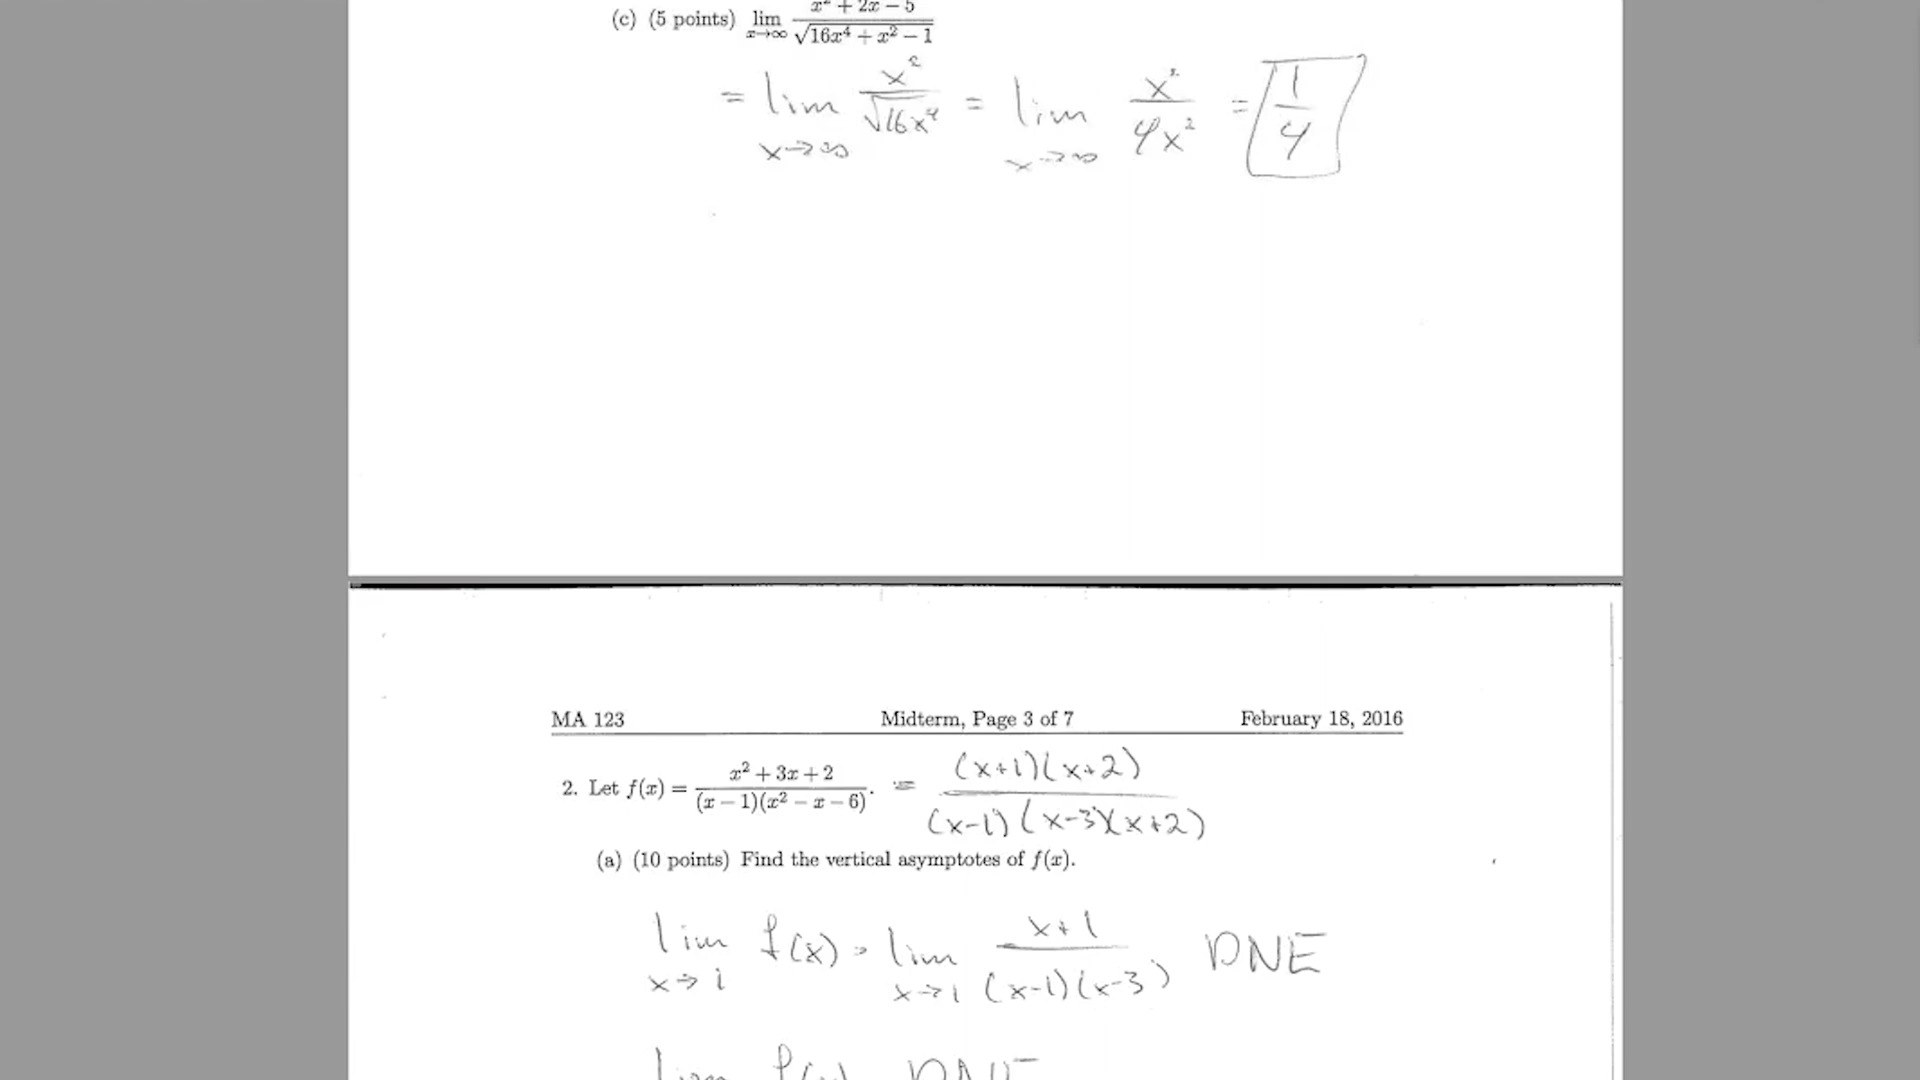 (c) (5 points) lim x→∞ x² + 2x − 5 / √16x⁴ + x² − 1
= lim x→∞ x² / √16x⁴ = lim x→∞ x² / 4x² = 1/4
MA 123 Midterm, Page 3 of 7 February 18, 2016
2. Let f(x) = x² + 3x + 2 / (x − 1)(x² − x − 6). = (x+1)(x+2) / (x-1)(x-3)(x+2)
(a) (10 points) Find the vertical asymptotes of f(x).
lim x→1 f(x) = lim x→1 x+1 / (x-1)(x-3) DNE
lim f(x) DNE